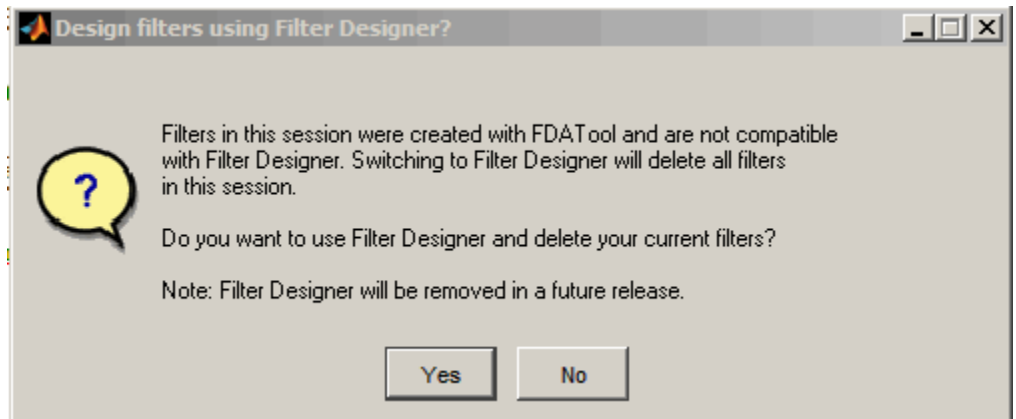 Design filters using Filter Designer?
Filters in this session were created with FDATool and are not compatible
with Filter Designer. Switching to Filter Designer will delete all filters
in this session.
?
Do you want to use Filter Designer and delete your current filters?
Note: Filter Designer will be removed in a future release.
Yes
No